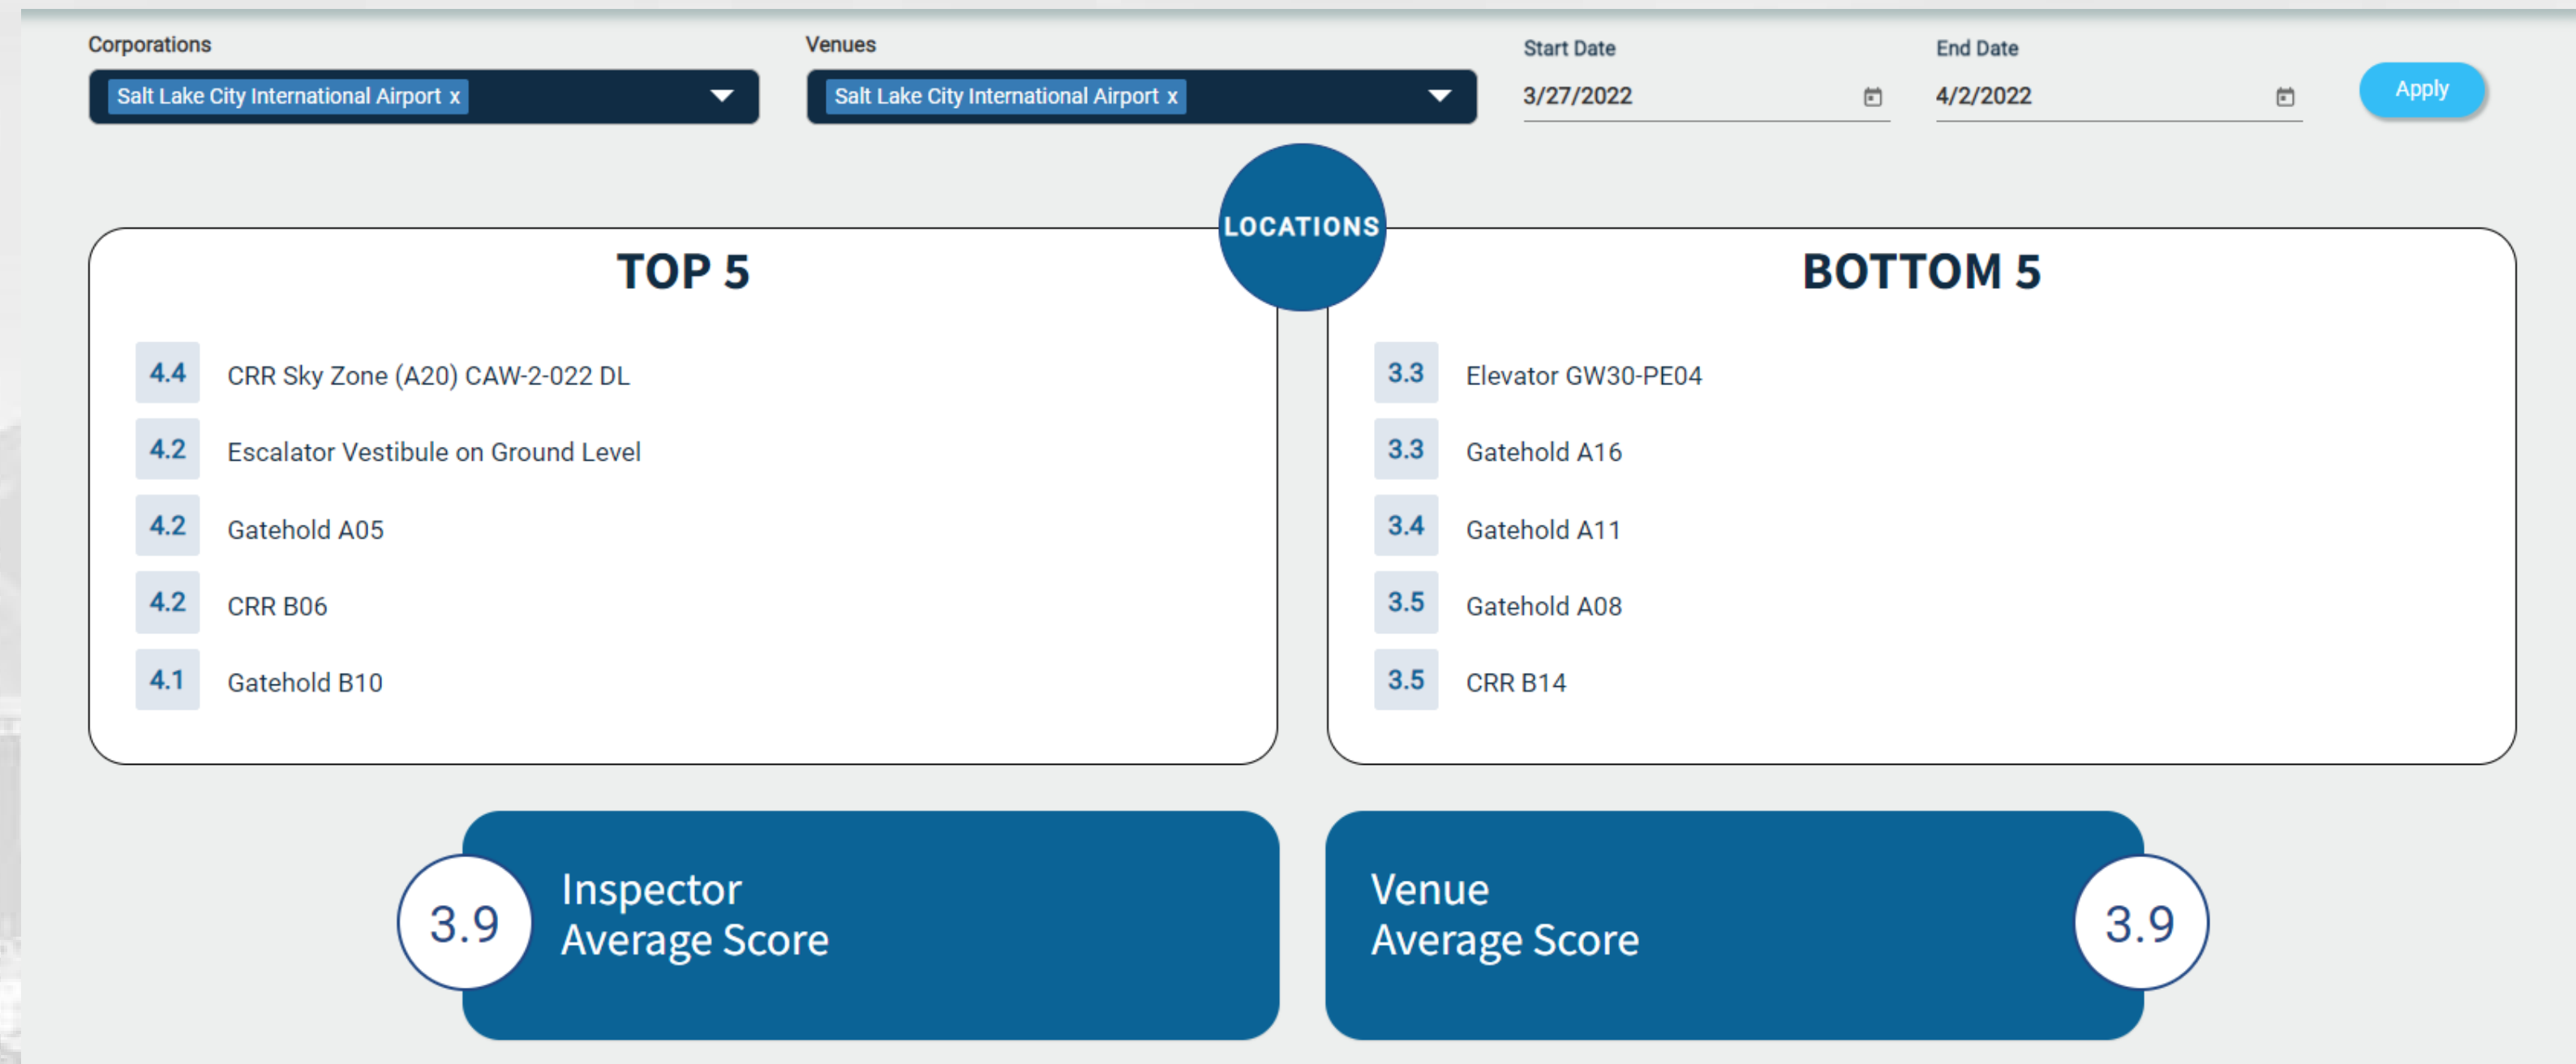 Corporations
Salt Lake City International Airport x
Venues
Salt Lake City International Airport x
Start Date
3/27/2022
End Date
4/2/2022
Apply
LOCATIONS
TOP 5
4.4 CRR Sky Zone (A20) CAW-2-022 DL
4.2 Escalator Vestibule on Ground Level
4.2 Gatehold A05
4.2 CRR B06
4.1 Gatehold B10
BOTTOM 5
3.3 Elevator GW30-PE04
3.3 Gatehold A16
3.4 Gatehold A11
3.5 Gatehold A08
3.5 CRR B14
3.9
Inspector
Average Score
Venue
Average Score
3.9